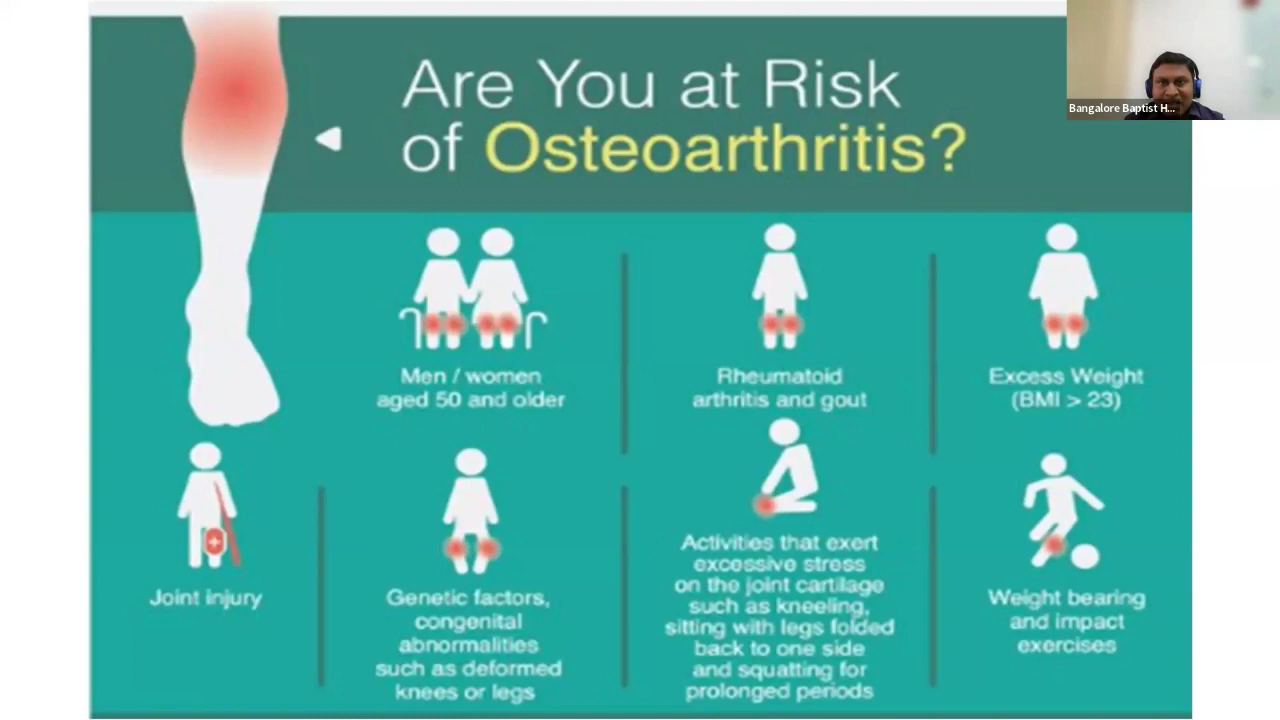 Bangalore Baptist H...
Are You at Risk
of Osteoarthritis?
Men / women
aged 50 and older
Rheumatoid
arthritis and gout
Excess Weight
(BMI > 23)
Joint injury
Genetic factors,
congenital
abnormalities
such as deformed
knees or legs
Activities that exert
excessive stress
on the joint cartilage
such as kneeling,
sitting with legs folded
back to one side
and squatting for
prolonged periods
Weight bearing
and impact
exercises